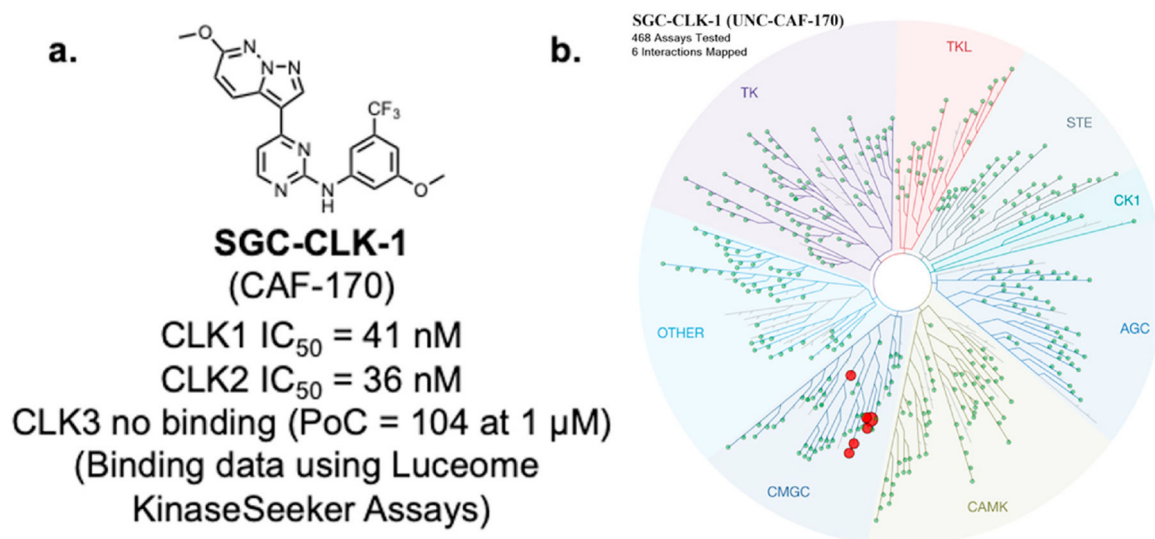 a.
O
N
N
N
CF3
N
N
N
H
O
SGC-CLK-1
(CAF-170)
CLK1 IC50 = 41 nM
CLK2 IC50 = 36 nM
CLK3 no binding (PoC = 104 at 1 µM)
(Binding data using Luceome
KinaseSeeker Assays)
b.
SGC-CLK-1 (UNC-CAF-170)
468 Assays Tested
6 Interactions Mapped
TKL
TK
STE
CK1
AGC
OTHER
CMGC
CAMK